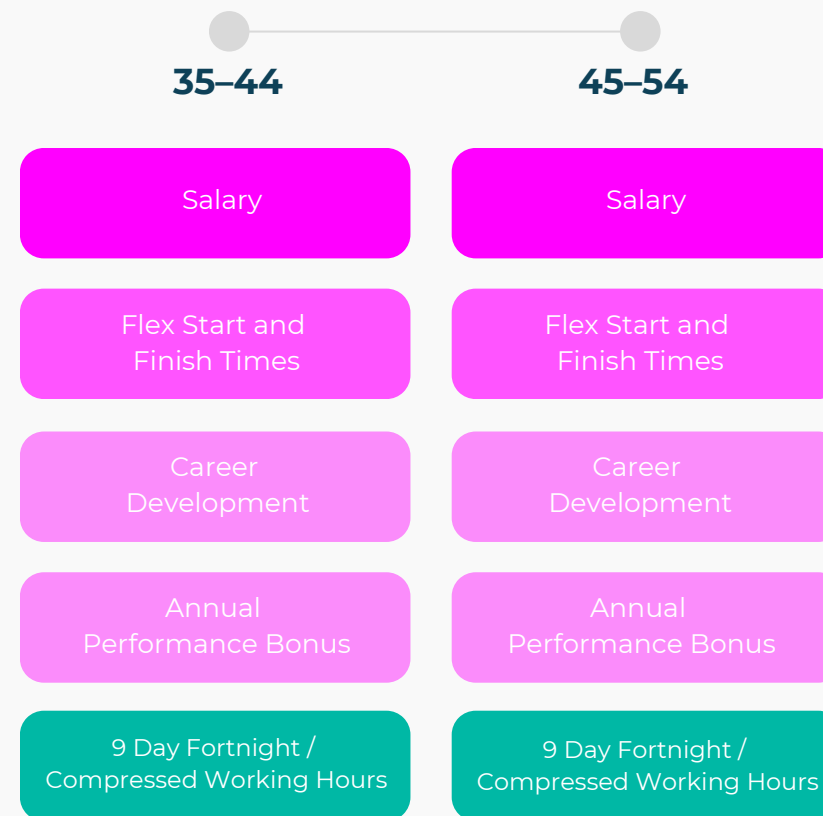 35–44
45–54
Salary
Salary
Flex Start and
Finish Times
Flex Start and
Finish Times
Career
Development
Career
Development
Annual
Performance Bonus
Annual
Performance Bonus
9 Day Fortnight /
Compressed Working Hours
9 Day Fortnight /
Compressed Working Hours